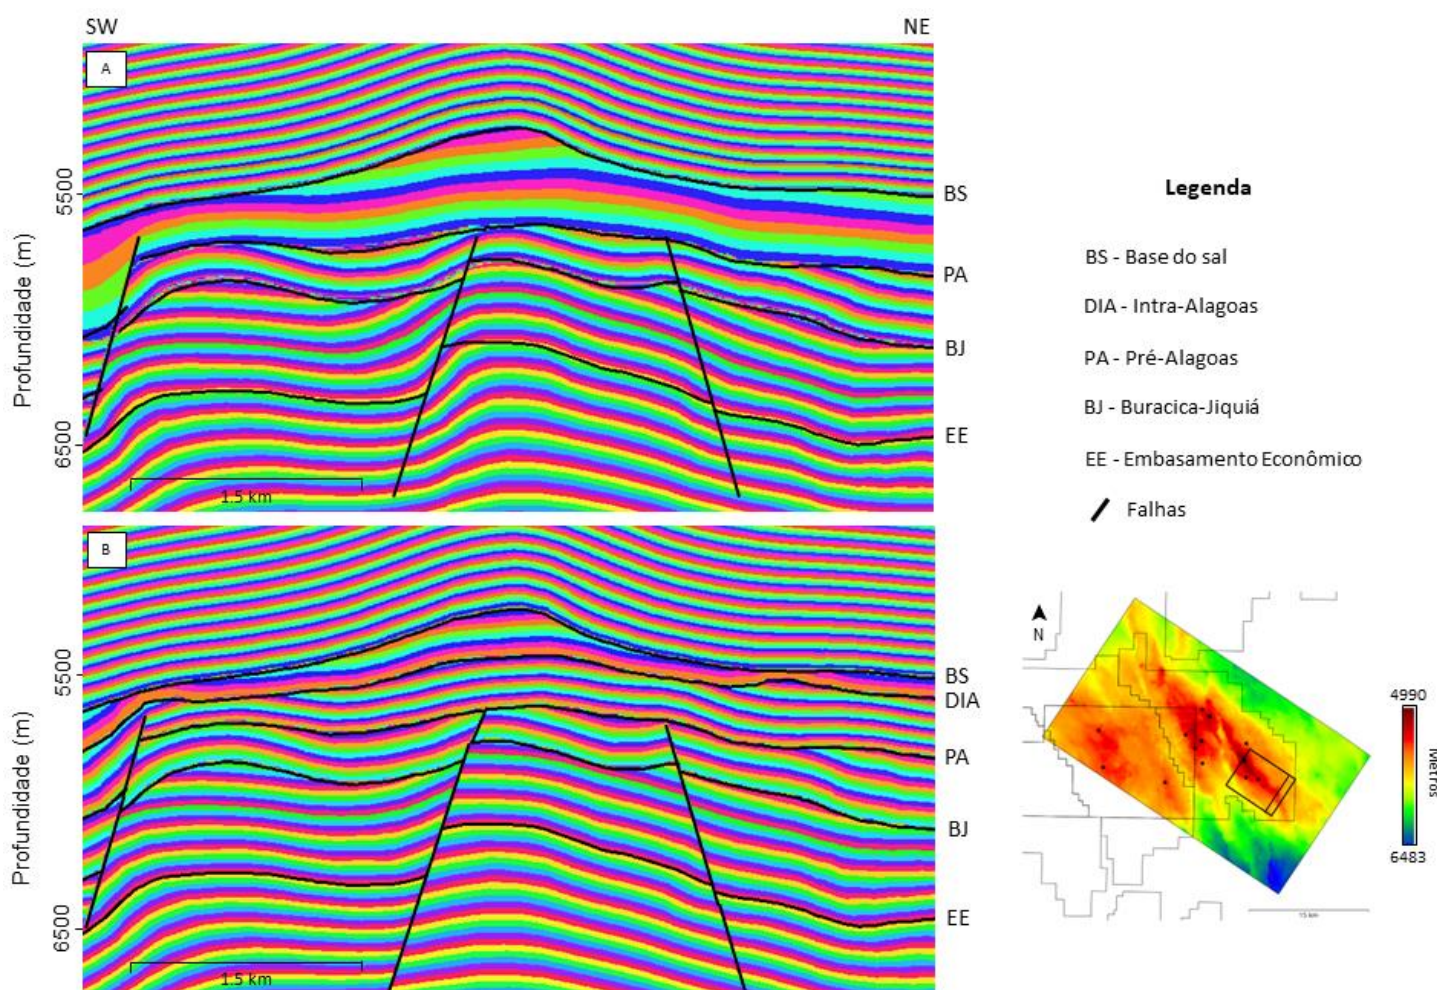 SW
NE
A
5500
6500
Profundidade (m)
BS
PA
BJ
EE
1.5 km
B
5500
6500
Profundidade (m)
BS
DIA
PA
BJ
EE
1.5 km
Legenda
BS - Base do sal
DIA - Intra-Alagoas
PA - Pré-Alagoas
BJ - Buracica-Jiquiá
EE - Embasamento Econômico
Falhas
N
4990
Metros
6483
15 km